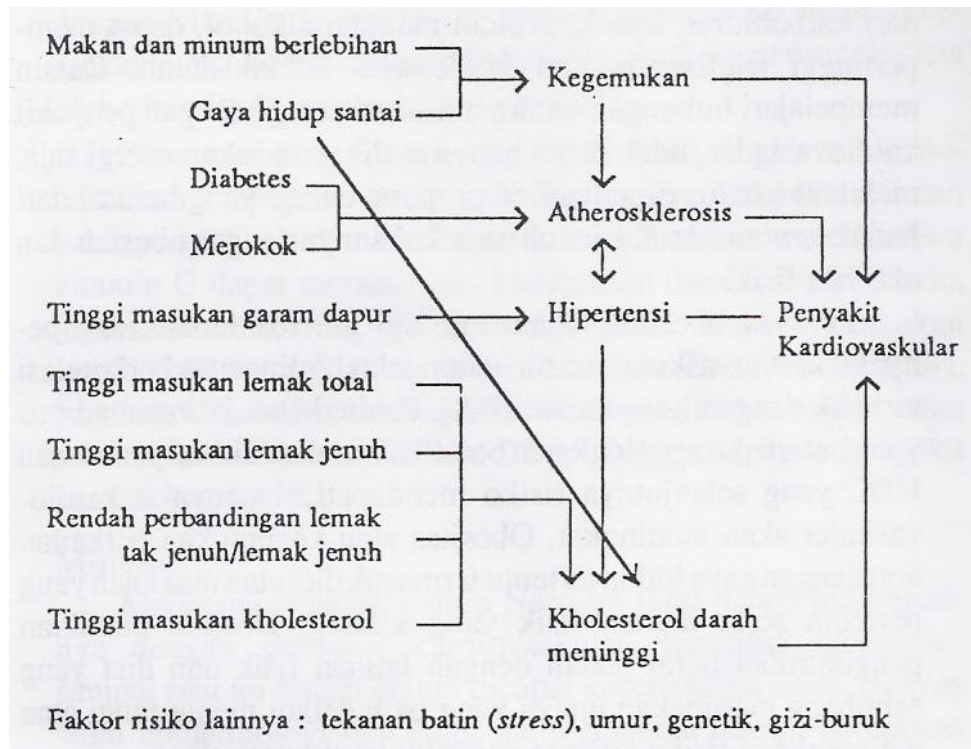 Makan dan minum berlebihan
Kegemukan
Gaya hidup santai
Diabetes
Atherosklerosis
Merokok
Tinggi masukan garam dapur
Hipertensi
Penyakit
Kardiovaskular
Tinggi masukan lemak total
Tinggi masukan lemak jenuh
Rendah perbandingan lemak
tak jenuh/lemak jenuh
Tinggi masukan kholesterol
Kholesterol darah
meninggi
Faktor risiko lainnya : tekanan batin (stress), umur, genetik, gizi-buruk